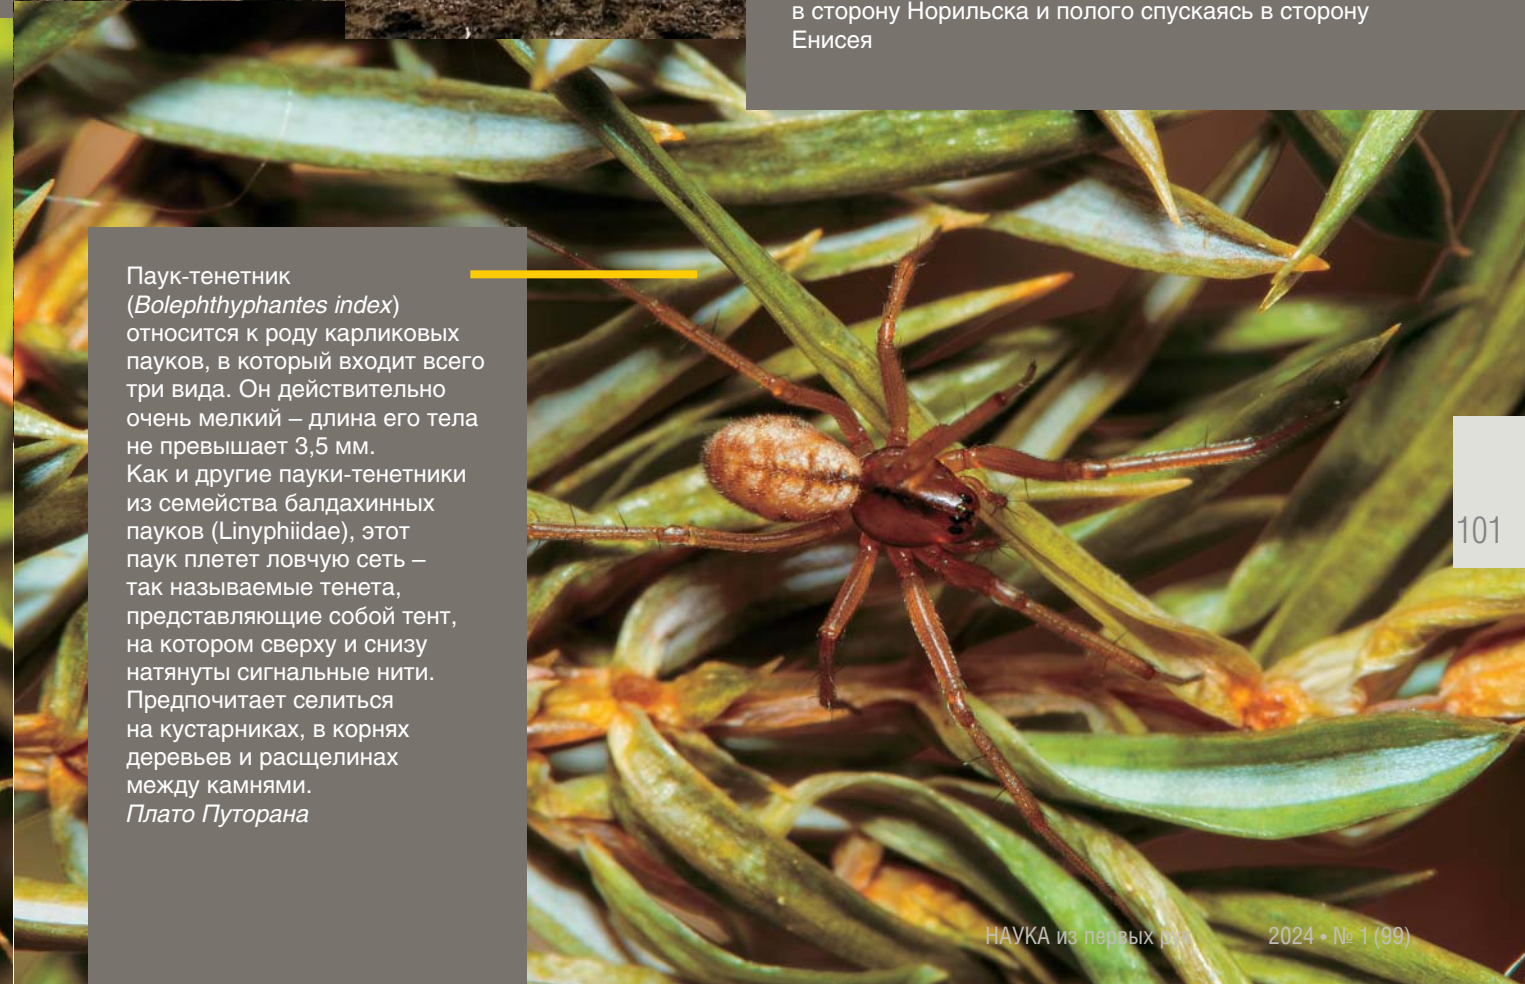 в сторону Норильска и полого спускаясь в сторону
Енисея
Паук-тенетник
(Bolephthyphantes index)
относится к роду карликовых
пауков, в который входит всего
три вида. Он действительно
очень мелкий – длина его тела
не превышает 3,5 мм.
Как и другие пауки-тенетники
из семейства балдахинных
пауков (Linyphiidae), этот
паук плетет ловчую сеть –
так называемые тенета,
представляющие собой тент,
на котором сверху и снизу
натянуты сигнальные нити.
Предпочитает селиться
на кустарниках, в корнях
деревьев и расщелинах
между камнями.
Плато Путорана
101
НАУКА из первых рук 2024 • № 1 (99)